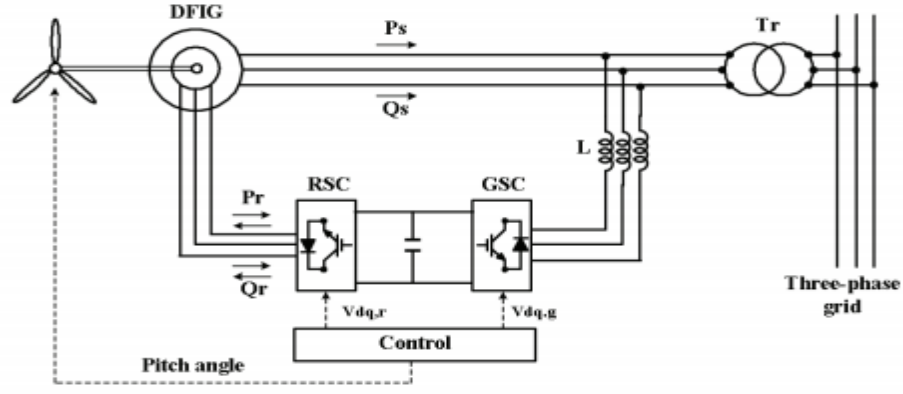 DFIG
Ps
Tr
Qs
L
RSC
GSC
Pr
Qr
Three-phase
grid
Vdq,r
Vdq,g
Control
Pitch angle